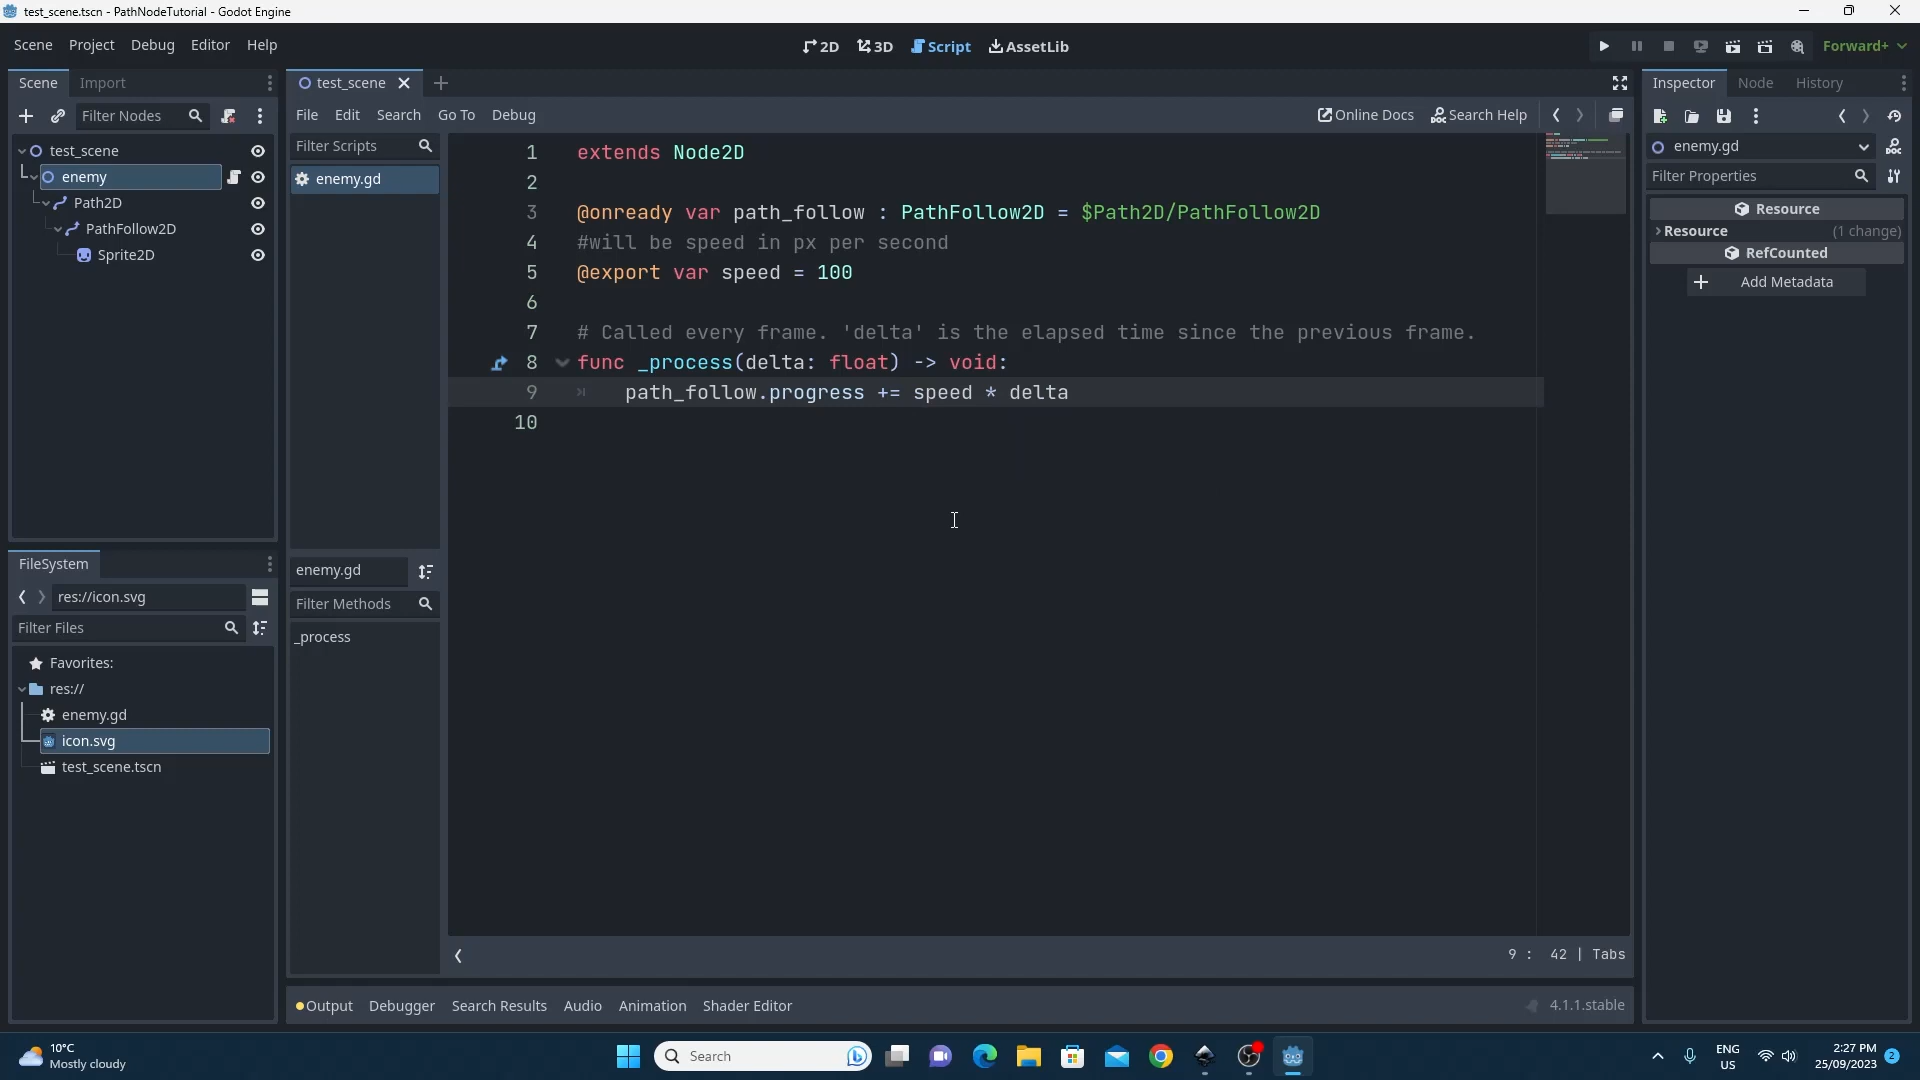 test_scene.tscn - PathNodeTutorial - Godot Engine
Scene Project Debug Editor Help
2D 3D Script AssetLib
Forward+
Scene Import
test_scene
Inspector Node History
Filter Nodes
File Edit Search Go To Debug
Online Docs Search Help
test_scene
enemy
Path2D
PathFollow2D
Sprite2D
Filter Scripts
enemy.gd
1 extends Node2D
2
3 @onready var path_follow : PathFollow2D = $Path2D/PathFollow2D
4 #will be speed in px per second
5 @export var speed = 100
6
7 # Called every frame. 'delta' is the elapsed time since the previous frame.
8 func _process(delta: float) -> void:
9 path_follow.progress += speed * delta
10
enemy.gd
Filter Properties
Resource
Resource (1 change)
RefCounted
Add Metadata
FileSystem
res://icon.svg
Filter Files
Favorites:
res://
enemy.gd
icon.svg
test_scene.tscn
enemy.gd
Filter Methods
_process
9 : 42 | Tabs
Output Debugger Search Results Audio Animation Shader Editor
4.1.1.stable
10°C
Mostly cloudy
Search
ENG
US
2:27 PM
25/09/2023
2